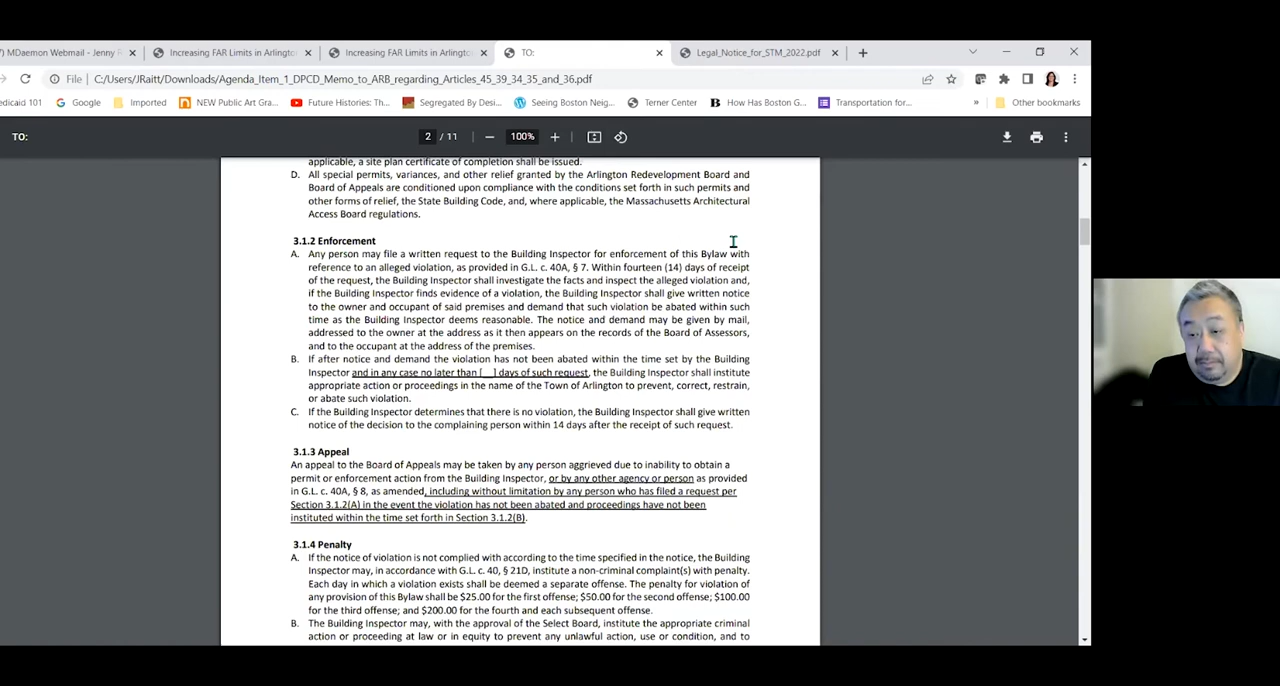 ) MDaemon Webmail - Jenny R
Increasing FAR Limits in Arlingto
Increasing FAR Limits in Arlingto
TO:
Legal_Notice_for_STM_2022.pdf
File | C:/Users/JRaitt/Downloads/Agenda_Item_1_DPCD_Memo_to_ARB_regarding_Articles_45_39_34_35_and_36.pdf
edicaid 101
Google
Imported
NEW Public Art Gra...
Future Histories: Th...
Segregated By Desi...
Seeing Boston Neig...
Terner Center
How Has Boston G...
Transportation for...
»
Other bookmarks
TO:
2 / 11
100%
applicable, a site plan certificate of completion shall be issued.
D. All special permits, variances, and other relief granted by the Arlington Redevelopment Board and
Board of Appeals are conditioned upon compliance with the conditions set forth in such permits and
other forms of relief, the State Building Code, and, where applicable, the Massachusetts Architectural
Access Board regulations.
3.1.2 Enforcement
A. Any person may file a written request to the Building Inspector for enforcement of this Bylaw with
reference to an alleged violation, as provided in G.L. c. 40A, § 7. Within fourteen (14) days of receipt
of the request, the Building Inspector shall investigate the facts and inspect the alleged violation and,
if the Building Inspector finds evidence of a violation, the Building Inspector shall give written notice
to the owner and occupant of said premises and demand that such violation be abated within such
time as the Building Inspector deems reasonable. The notice and demand may be given by mail,
addressed to the owner at the address as it then appears on the records of the Board of Assessors,
and to the occupant at the address of the premises.
B. If after notice and demand the violation has not been abated within the time set by the Building
Inspector and in any case no later than [__] days of such request, the Building Inspector shall institute
appropriate action or proceedings in the name of the Town of Arlington to prevent, correct, restrain,
or abate such violation.
C. If the Building Inspector determines that there is no violation, the Building Inspector shall give written
notice of the decision to the complaining person within 14 days after the receipt of such request.
3.1.3 Appeal
An appeal to the Board of Appeals may be taken by any person aggrieved due to inability to obtain a
permit or enforcement action from the Building Inspector, or by any other agency or person as provided
in G.L. c. 40A, § 8, as amended, including without limitation by any person who has filed a request per
Section 3.1.2(A) in the event the violation has not been abated and proceedings have not been
instituted within the time set forth in Section 3.1.2(B).
3.1.4 Penalty
A. If the notice of violation is not complied with according to the time specified in the notice, the Building
Inspector may, in accordance with G.L. c. 40, § 21D, institute a non-criminal complaint(s) with penalty.
Each day in which a violation exists shall be deemed a separate offense. The penalty for violation of
any provision of this Bylaw shall be $25.00 for the first offense; $50.00 for the second offense; $100.00
for the third offense; and $200.00 for the fourth and each subsequent offense.
B. The Building Inspector may, with the approval of the Select Board, institute the appropriate criminal
action or proceeding at law or in equity to prevent any unlawful action, use or condition, and to